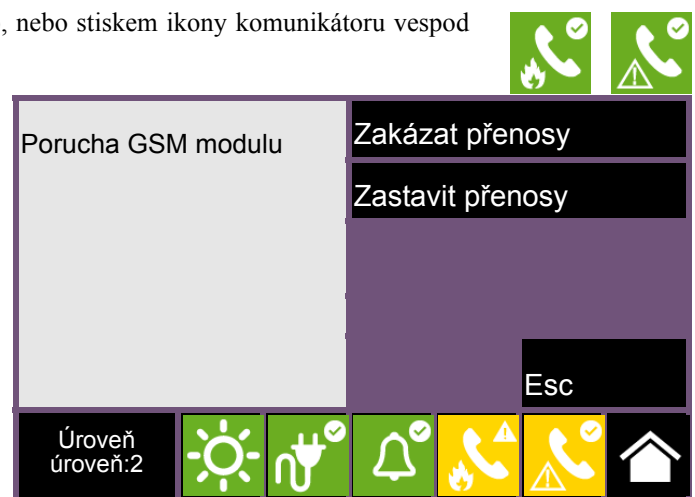 , nebo stiskem ikony komunikátoru vespod
Porucha GSM modulu
Zakázat přenosy
Zastavit přenosy
Esc
Úroveň
úroveň:2